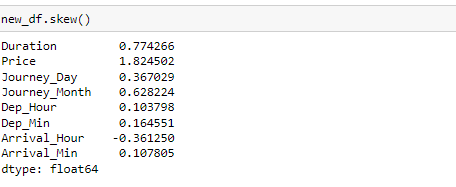 new_df.skew()
Duration 0.774266
Price 1.824502
Journey_Day 0.367029
Journey_Month 0.628224
Dep_Hour 0.103798
Dep_Min 0.164551
Arrival_Hour -0.361250
Arrival_Min 0.107805
dtype: float64